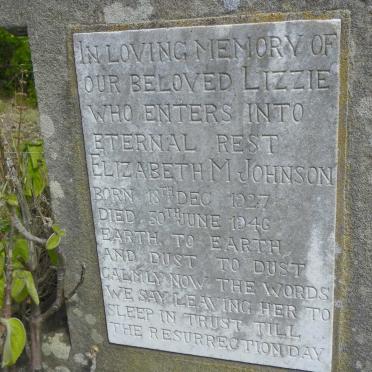 IN LOVING MEMORY OF
OUR BELOVED LIZZIE
WHO ENTERS INTO
ETERNAL REST
ELIZABETH M JOHNSON
BORN 18TH DEC 1927
DIED 30TH JUNE 1946
EARTH TO EARTH
AND DUST TO DUST
CALMLY NOW THE WORDS
WE SAY LEAVING HER TO
SLEEP IN TRUST TILL
THE RESURRECTION DAY